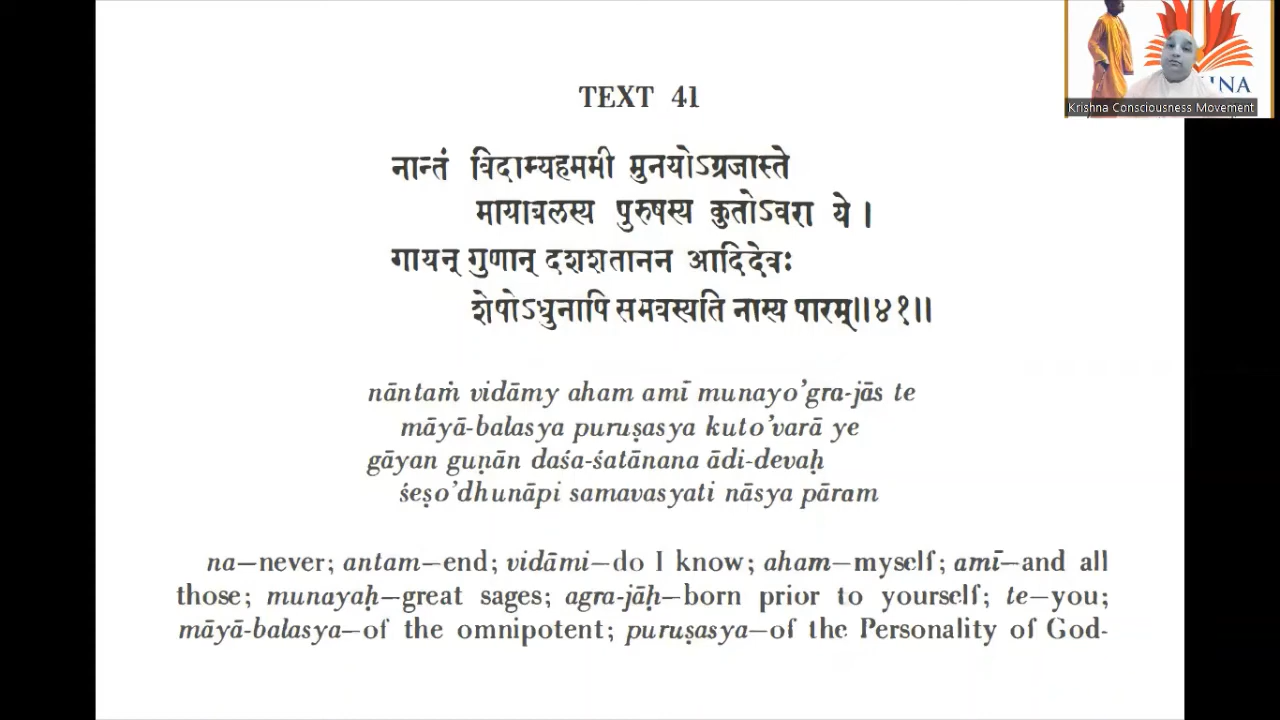 TEXT 41
नान्तं विदाम्यहममी मुनयोऽग्रजास्ते
मायाबलस्य पुरुषस्य कुतोऽवरा ये ।
गायन् गुणान् दशशतानन आदिदेवः
शेषोऽधुनापि समवस्यति नास्य पारम्॥४१॥
nāntaṁ vidāmy aham amī munayo’gra-jās te
māyā-balasya puruṣasya kuto’varā ye
gāyan guṇān daśa-śatānana ādi-devaḥ
śeṣo’dhunāpi samavasyati nāsya pāram
na—never; antam—end; vidāmi—do I know; aham—myself; amī—and all
those; munayaḥ—great sages; agra-jāḥ—born prior to yourself; te—you;
māyā-balasya—of the omnipotent; puruṣasya—of the Personality of God-
Krishna Consciousness Movement